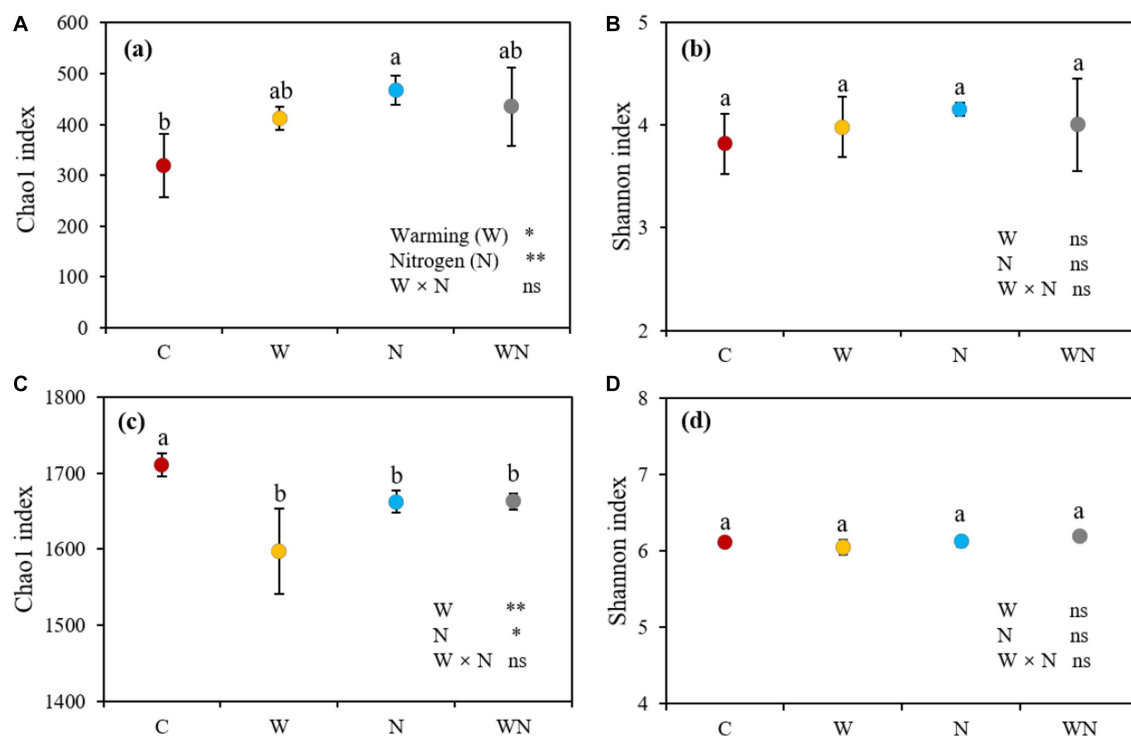 A
(a)
Chao1 index
600
500
400
300
200
100
0
b
ab
a
ab
Warming (W) *
Nitrogen (N) **
W × N ns
C W N WN
B
(b)
Shannon index
5
4
3
2
a
a
a
a
W ns
N ns
W × N ns
C W N WN
C
(c)
Chao1 index
1800
1700
1600
1500
1400
a
b
b
b
W **
N *
W × N ns
C W N WN
D
(d)
Shannon index
8
7
6
5
4
a
a
a
a
W ns
N ns
W × N ns
C W N WN